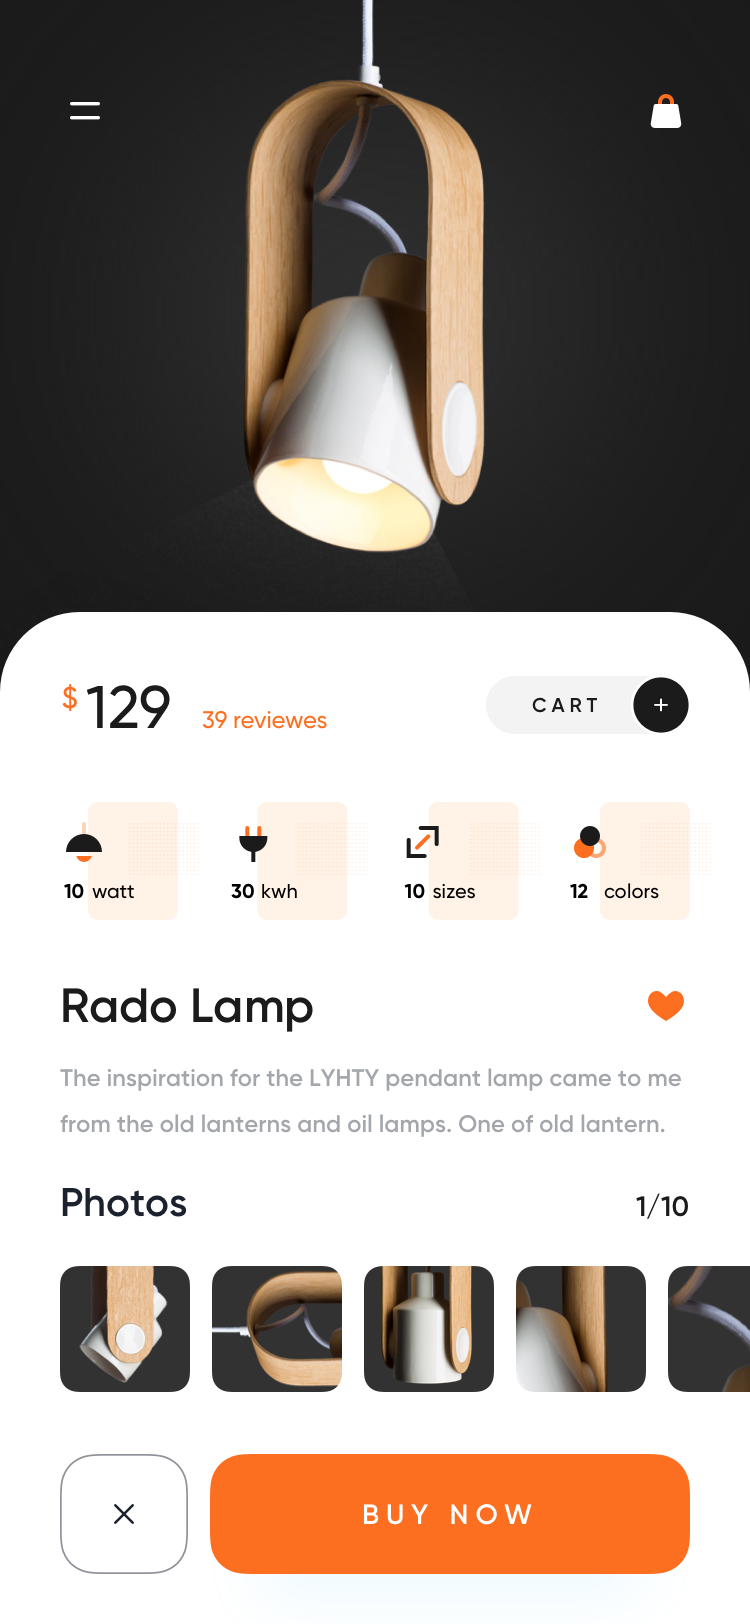 $ 129 39 reviewes CART +
10 watt 30 kwh 10 sizes 12 colors
Rado Lamp
The inspiration for the LYHTY pendant lamp came to me
from the old lanterns and oil lamps. One of old lantern.
Photos 1/10
BUY NOW